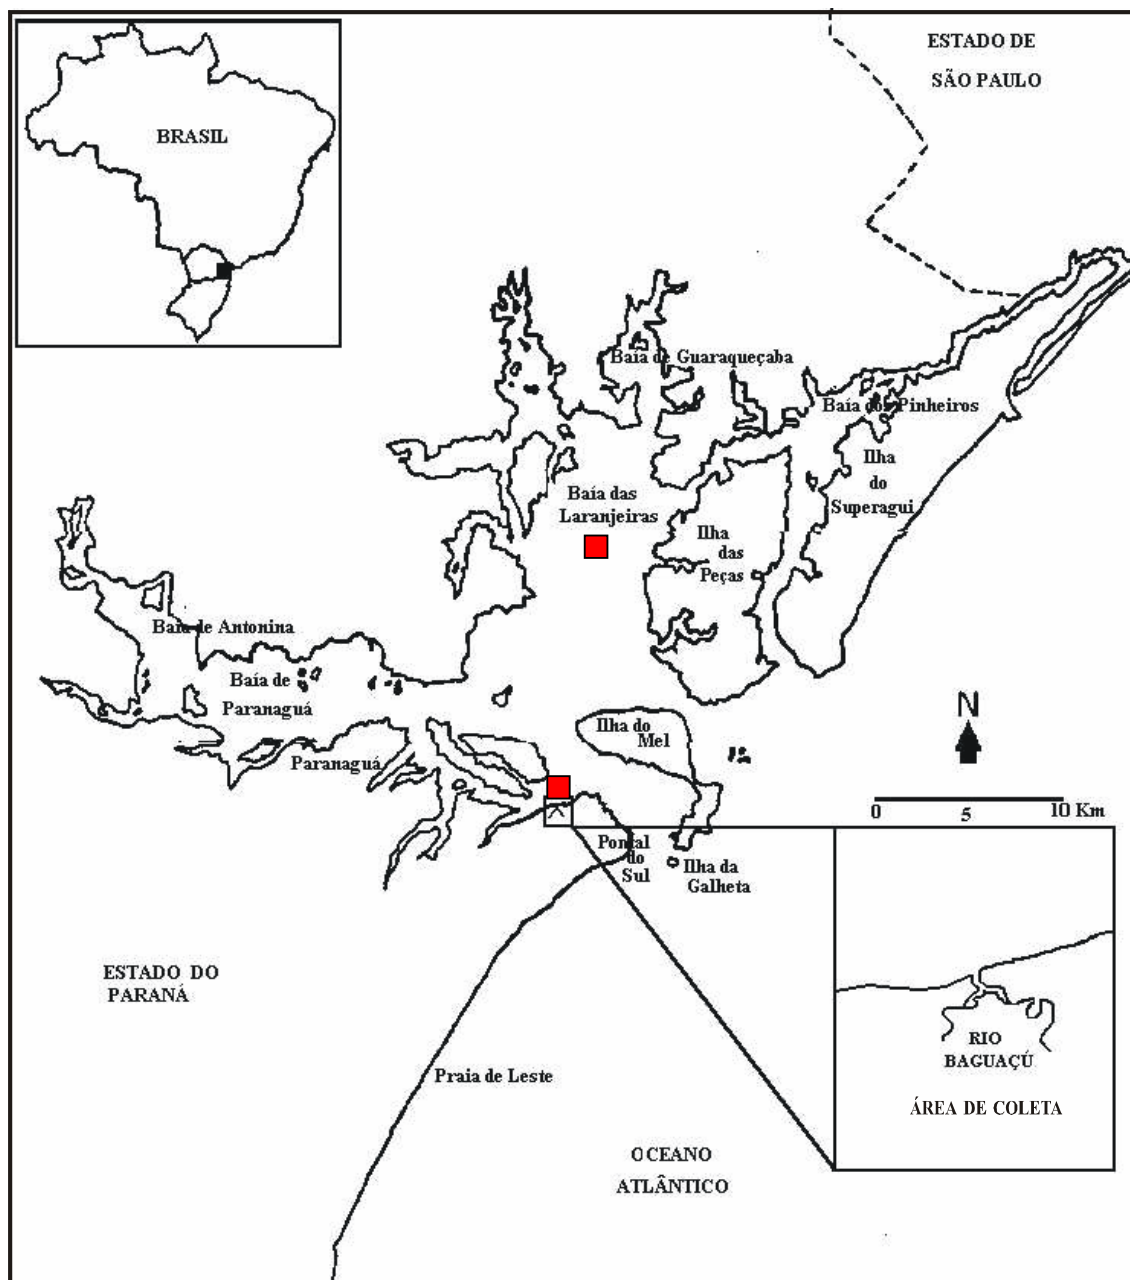 ESTADO DE
SÃO PAULO
BRASIL
Baía de Guaraqueçaba
Baía dos Pinheiros
Ilha
do
Superagui
Baía das
Laranjeiras
Ilha
das
Peças
Baía de Antonina
Baía de
Paranaguá
Paranaguá
Ilha do
Mel
N
0
5
10 Km
Pontal
do
Sul
Ilha da
Galheta
ESTADO DO
PARANÁ
RIO
BAGUAÇÚ
ÁREA DE COLETA
Praia de Leste
OCEANO
ATLÂNTICO